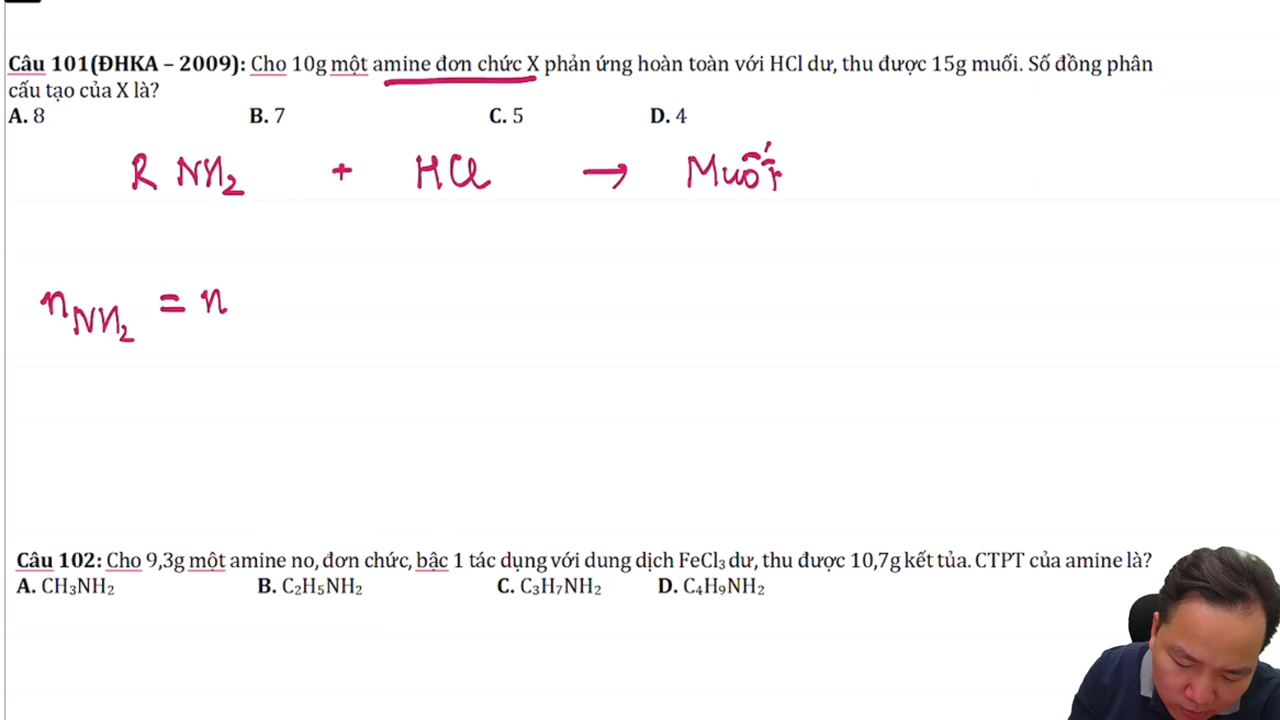 Câu 101(ĐHKA – 2009): Cho 10g một amine đơn chức X phản ứng hoàn toàn với HCl dư, thu được 15g muối. Số đồng phân
cấu tạo của X là?
A. 8 B. 7 C. 5 D. 4
R NH₂ + HCl → Muối
n NH₂ = n
Câu 102: Cho 9,3g một amine no, đơn chức, bậc 1 tác dụng với dung dịch FeCl₃ dư, thu được 10,7g kết tủa. CTPT của amine là?
A. CH₃NH₂ B. C₂H₅NH₂ C. C₃H₇NH₂ D. C₄H₉NH₂